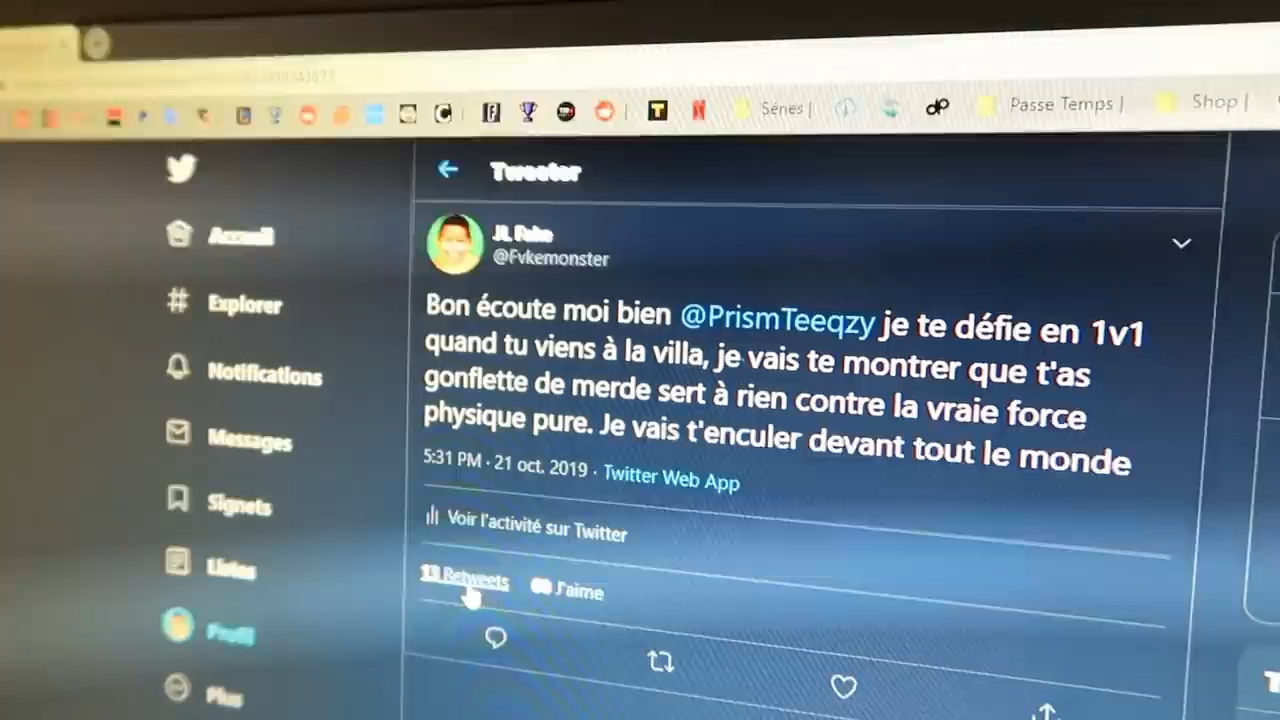 Séries |
Passe Temps |
Shop |
Tweeter
Accueil
Explorer
Notifications
Messages
Signets
Listes
Profil
Plus
JL Fake
@Fvkemonster
Bon écoute moi bien @PrismTeeqzy je te défie en 1v1
quand tu viens à la villa, je vais te montrer que t'as
gonflette de merde sert à rien contre la vraie force
physique pure. Je vais t'enculer devant tout le monde
5:31 PM · 21 oct. 2019 · Twitter Web App
Voir l'activité sur Twitter
Retweets J'aime